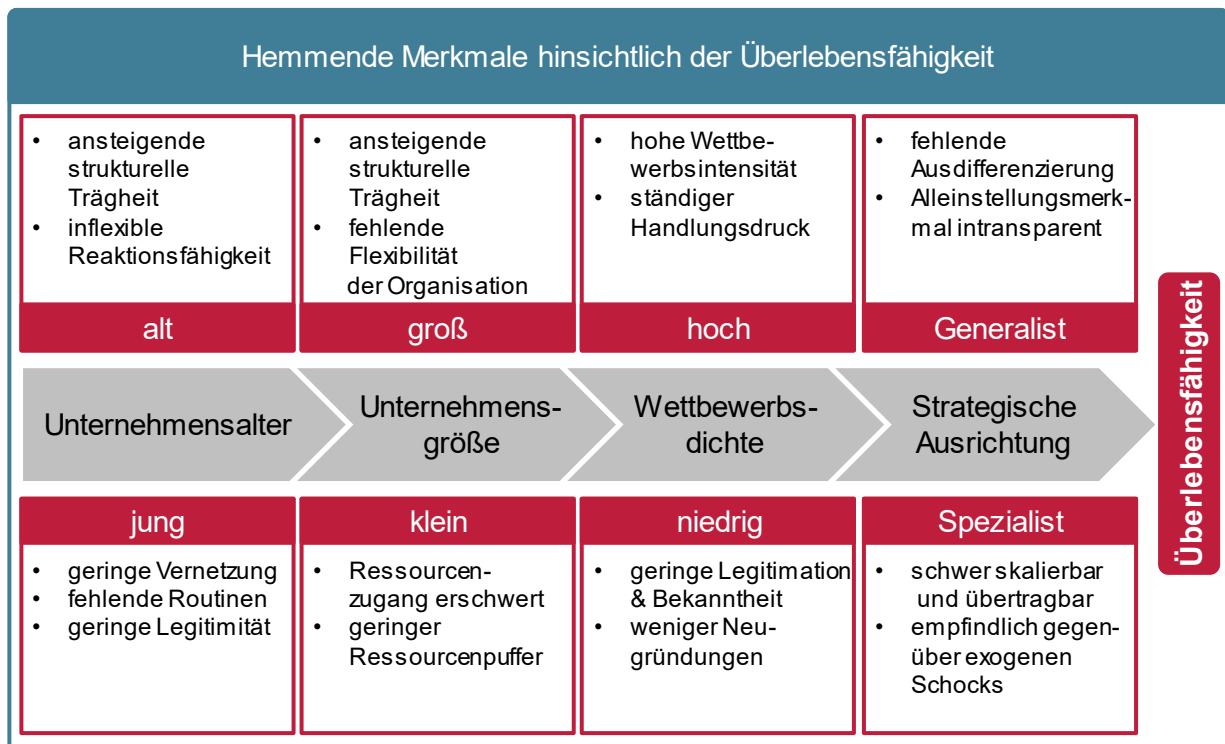 Hemmende Merkmale hinsichtlich der Überlebensfähigkeit
• ansteigende
strukturelle
Trägheit
• inflexible
Reaktionsfähigkeit
alt
• ansteigende
strukturelle
Trägheit
• fehlende
Flexibilität
der Organisation
groß
• hohe Wettbe-
werbsintensität
• ständiger
Handlungsdruck
hoch
• fehlende
Ausdifferenzierung
• Alleinstellungsmerk-
mal intransparent
Generalist
Unternehmensalter
Unternehmens-
größe
Wettbewerbs-
dichte
Strategische
Ausrichtung
Überlebensfähigkeit
jung
• geringe Vernetzung
• fehlende Routinen
• geringe Legitimität
klein
• Ressourcen-
zugang erschwert
• geringer
Ressourcenpuffer
niedrig
• geringe Legitimation
& Bekanntheit
• weniger Neu-
gründungen
Spezialist
• schwer skalierbar
und übertragbar
• empfindlich gegen-
über exogenen
Schocks